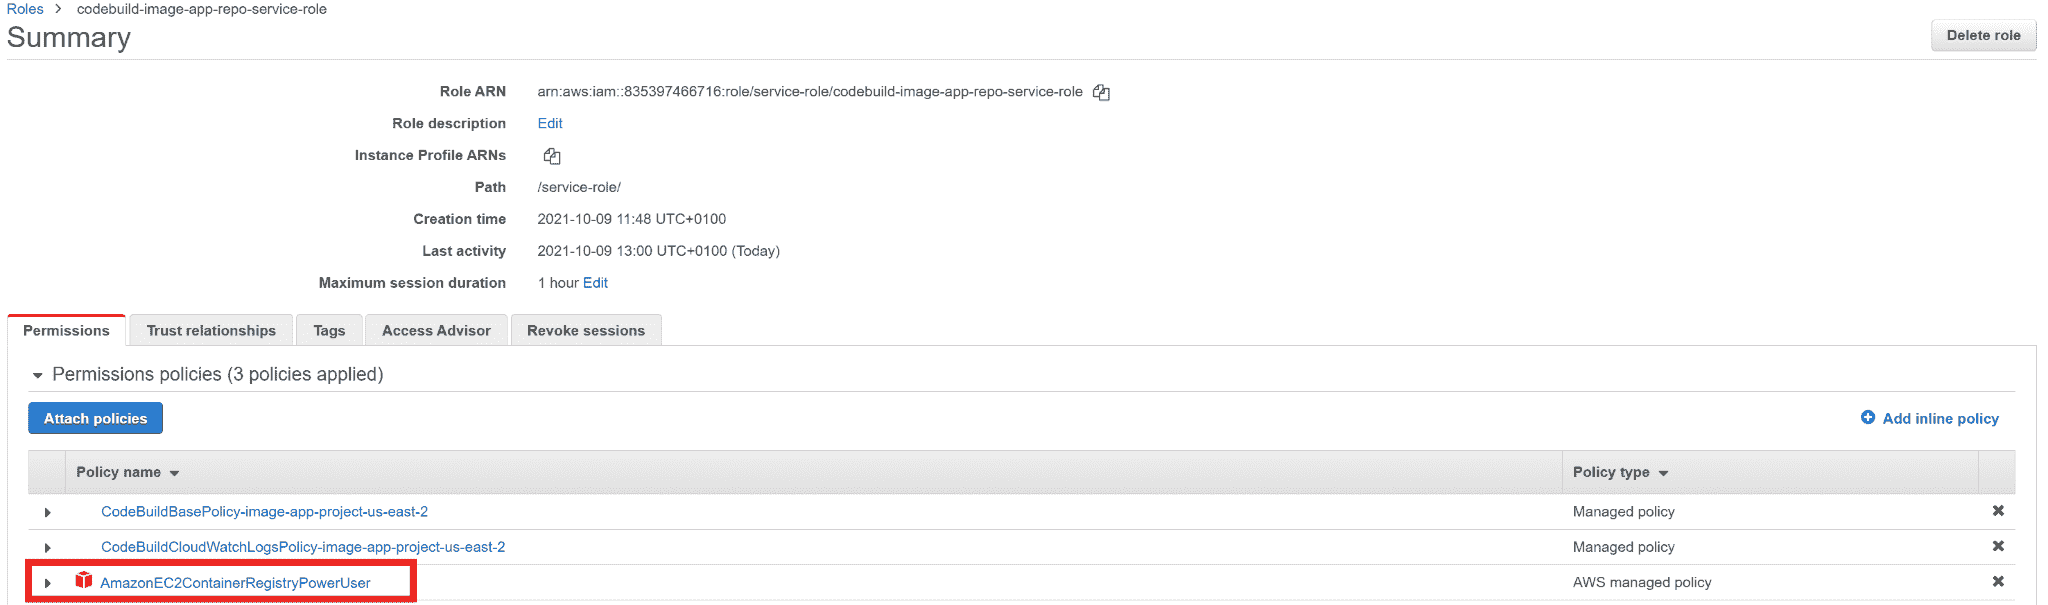 Roles > codebuild-image-app-repo-service-role
Summary
Delete role
Role ARN arn:aws:iam::835397466716:role/service-role/codebuild-image-app-repo-service-role
Role description Edit
Instance Profile ARNs
Path /service-role/
Creation time 2021-10-09 11:48 UTC+0100
Last activity 2021-10-09 13:00 UTC+0100 (Today)
Maximum session duration 1 hour Edit
Permissions Trust relationships Tags Access Advisor Revoke sessions
Permissions policies (3 policies applied)
Attach policies Add inline policy
Policy name Policy type
CodeBuildBasePolicy-image-app-project-us-east-2 Managed policy
CodeBuildCloudWatchLogsPolicy-image-app-project-us-east-2 Managed policy
AmazonEC2ContainerRegistryPowerUser AWS managed policy